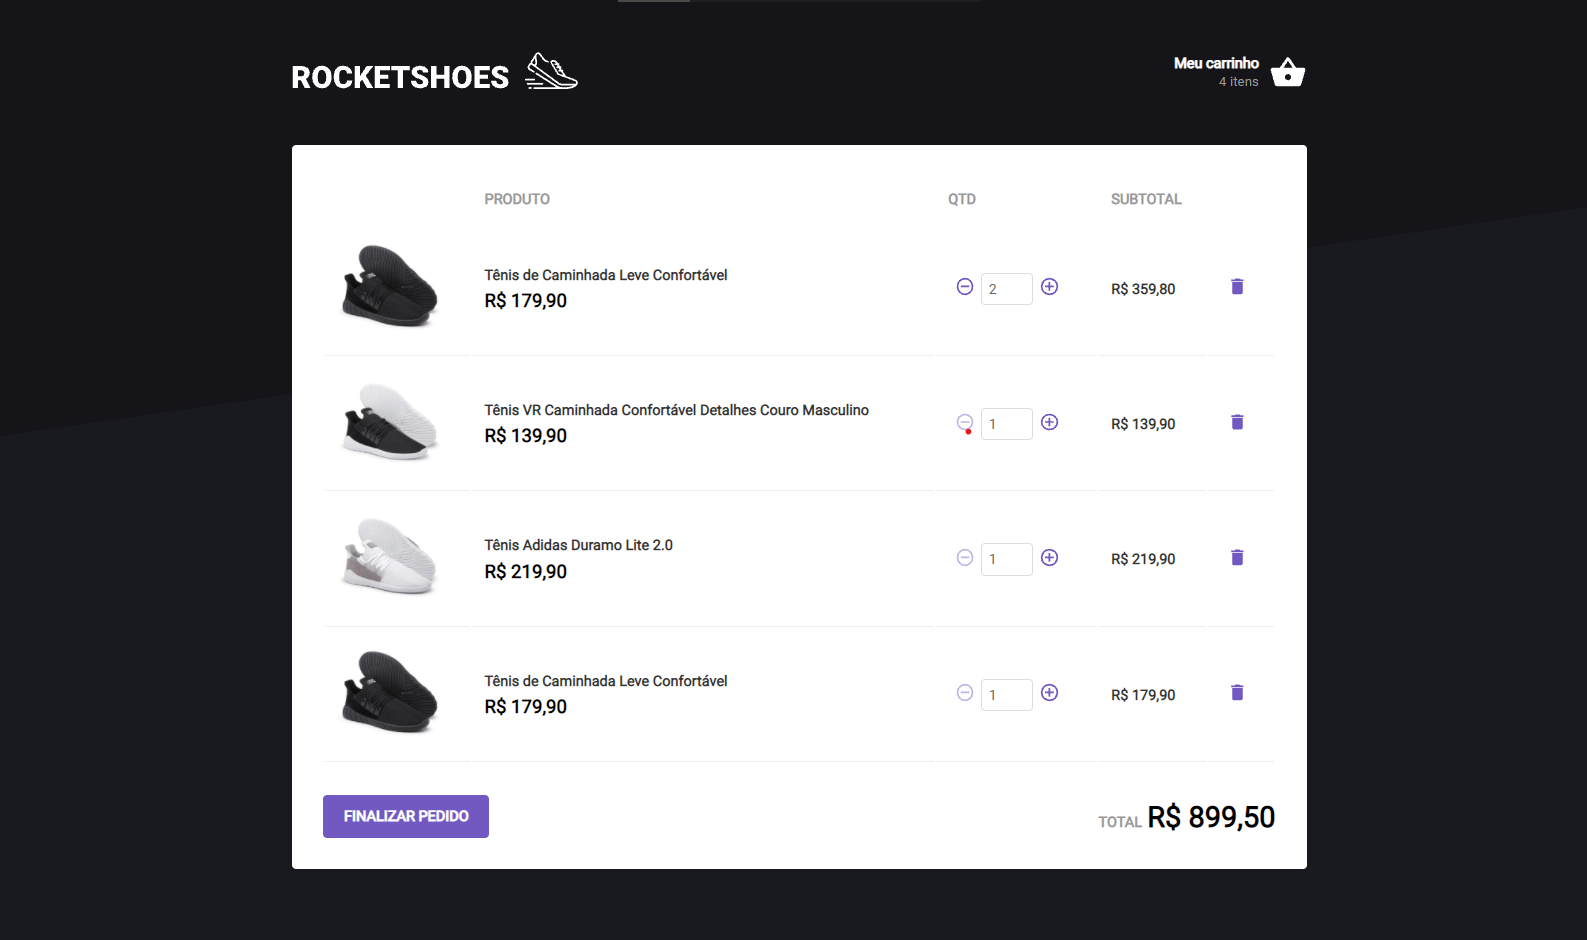 ROCKETSHOES
Meu carrinho
4 itens
PRODUTO QTD SUBTOTAL
Tênis de Caminhada Leve Confortável
R$ 179,90
2 R$ 359,80
Tênis VR Caminhada Confortável Detalhes Couro Masculino
R$ 139,90
1 R$ 139,90
Tênis Adidas Duramo Lite 2.0
R$ 219,90
1 R$ 219,90
Tênis de Caminhada Leve Confortável
R$ 179,90
1 R$ 179,90
FINALIZAR PEDIDO
TOTAL R$ 899,50